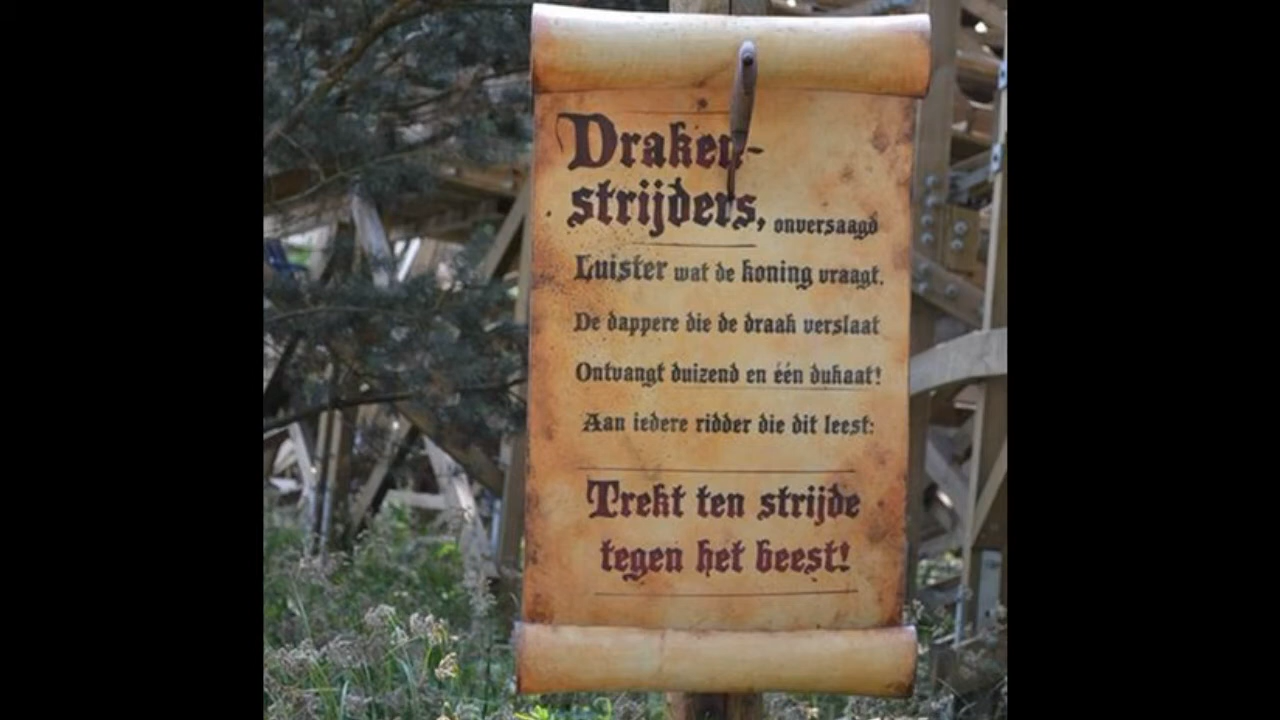 Draken-
strijders, onversaagd
Luister wat de koning vraagt.
De dappere die de draak verslaat
Ontvangt duizend en één dukaat!
Aan iedere ridder die dit leest:
Trekt ten strijde
tegen het beest!